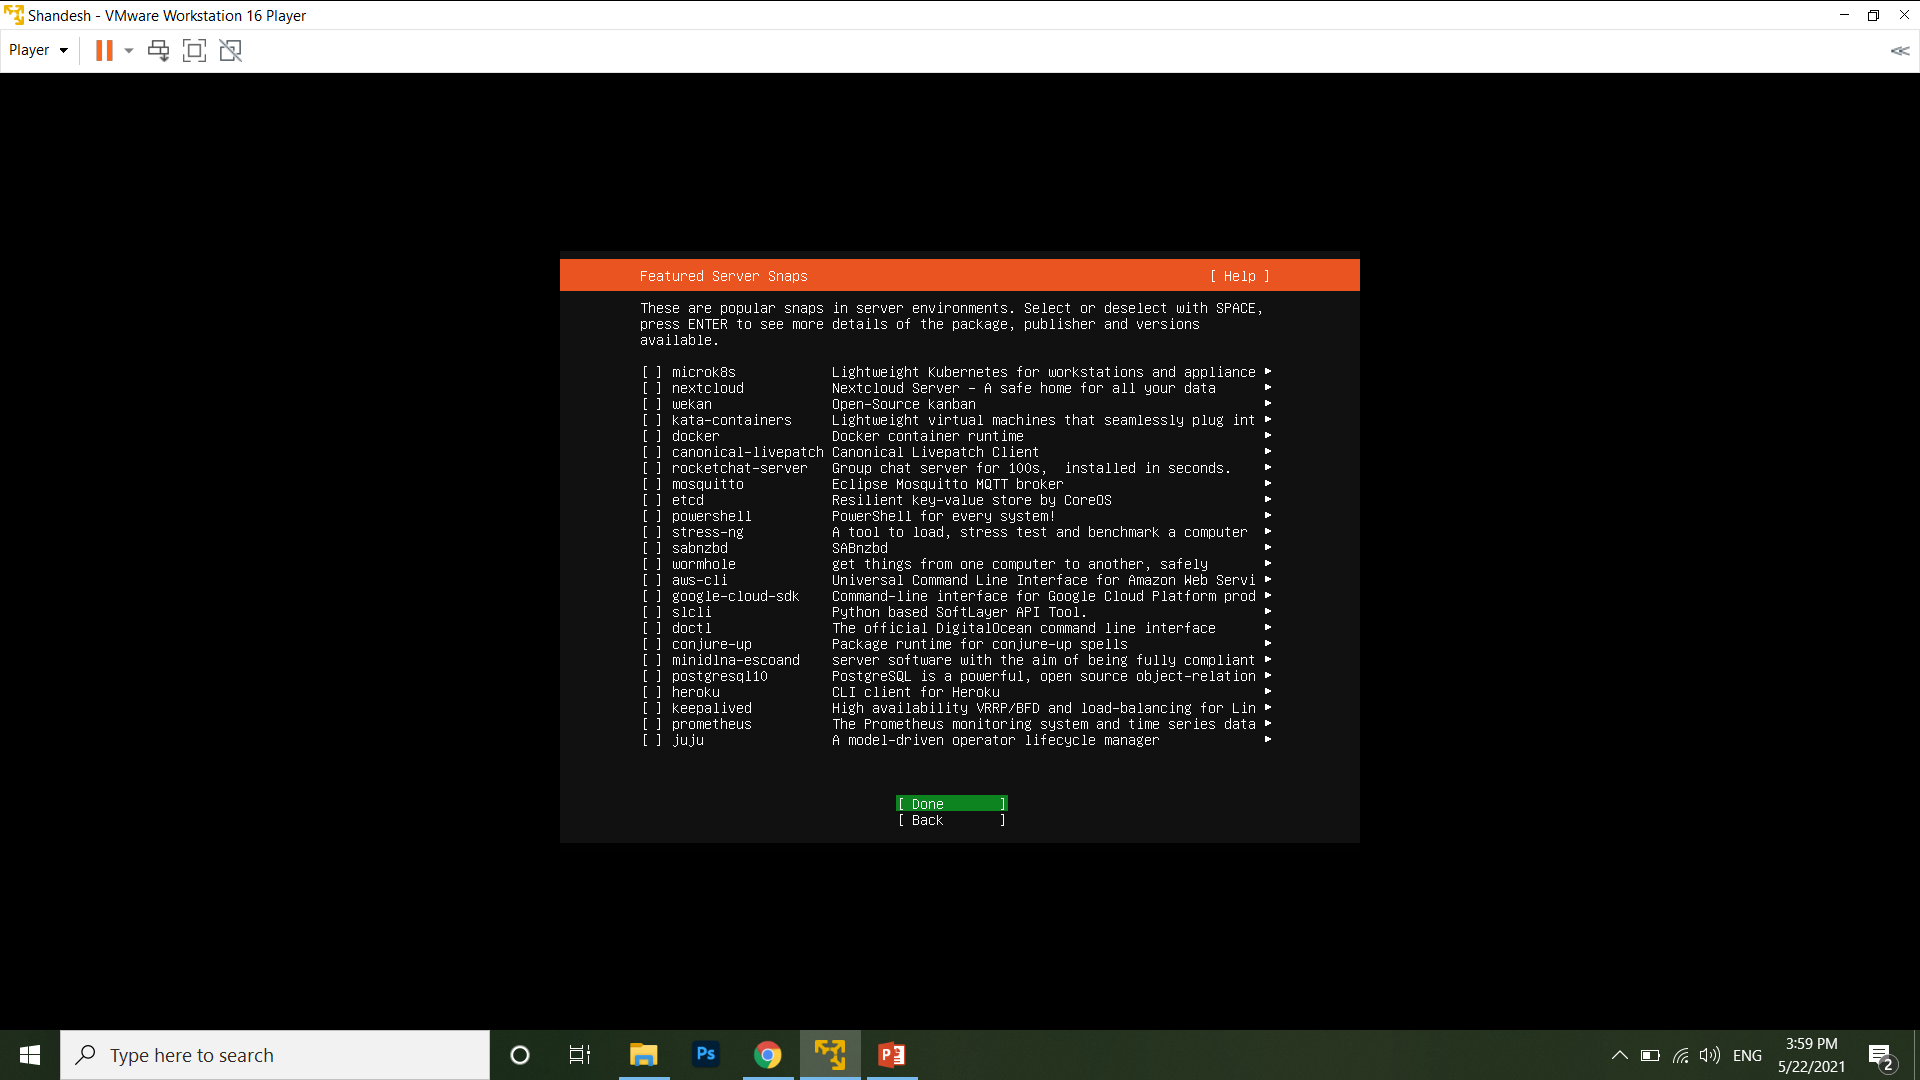 Shandesh - VMware Workstation 16 Player
Player
Featured Server Snaps [ Help ]
These are popular snaps in server environments. Select or deselect with SPACE,
press ENTER to see more details of the package, publisher and versions
available.
[ ] microk8s Lightweight Kubernetes for workstations and appliance ▸
[ ] nextcloud Nextcloud Server - A safe home for all your data ▸
[ ] wekan Open-Source kanban ▸
[ ] kata-containers Lightweight virtual machines that seamlessly plug int ▸
[ ] docker Docker container runtime ▸
[ ] canonical-livepatch Canonical Livepatch Client ▸
[ ] rocketchat-server Group chat server for 100s,  installed in seconds. ▸
[ ] mosquitto Eclipse Mosquitto MQTT broker ▸
[ ] etcd Resilient key-value store by CoreOS ▸
[ ] powershell PowerShell for every system! ▸
[ ] stress-ng A tool to load, stress test and benchmark a computer ▸
[ ] sabnzbd SABnzbd ▸
[ ] wormhole get things from one computer to another, safely ▸
[ ] aws-cli Universal Command Line Interface for Amazon Web Servi ▸
[ ] google-cloud-sdk Command-line interface for Google Cloud Platform prod ▸
[ ] slcli Python based SoftLayer API Tool. ▸
[ ] doctl The official DigitalOcean command line interface ▸
[ ] conjure-up Package runtime for conjure-up spells ▸
[ ] minidlna-escoand server software with the aim of being fully compliant ▸
[ ] postgresql10 PostgreSQL is a powerful, open source object-relation ▸
[ ] heroku CLI client for Heroku ▸
[ ] keepalived High availability VRRP/BFD and load-balancing for Lin ▸
[ ] prometheus The Prometheus monitoring system and time series data ▸
[ ] juju A model-driven operator lifecycle manager ▸
[ Done ]
[ Back ]
Type here to search
Ps
P
ENG
3:59 PM
5/22/2021
2